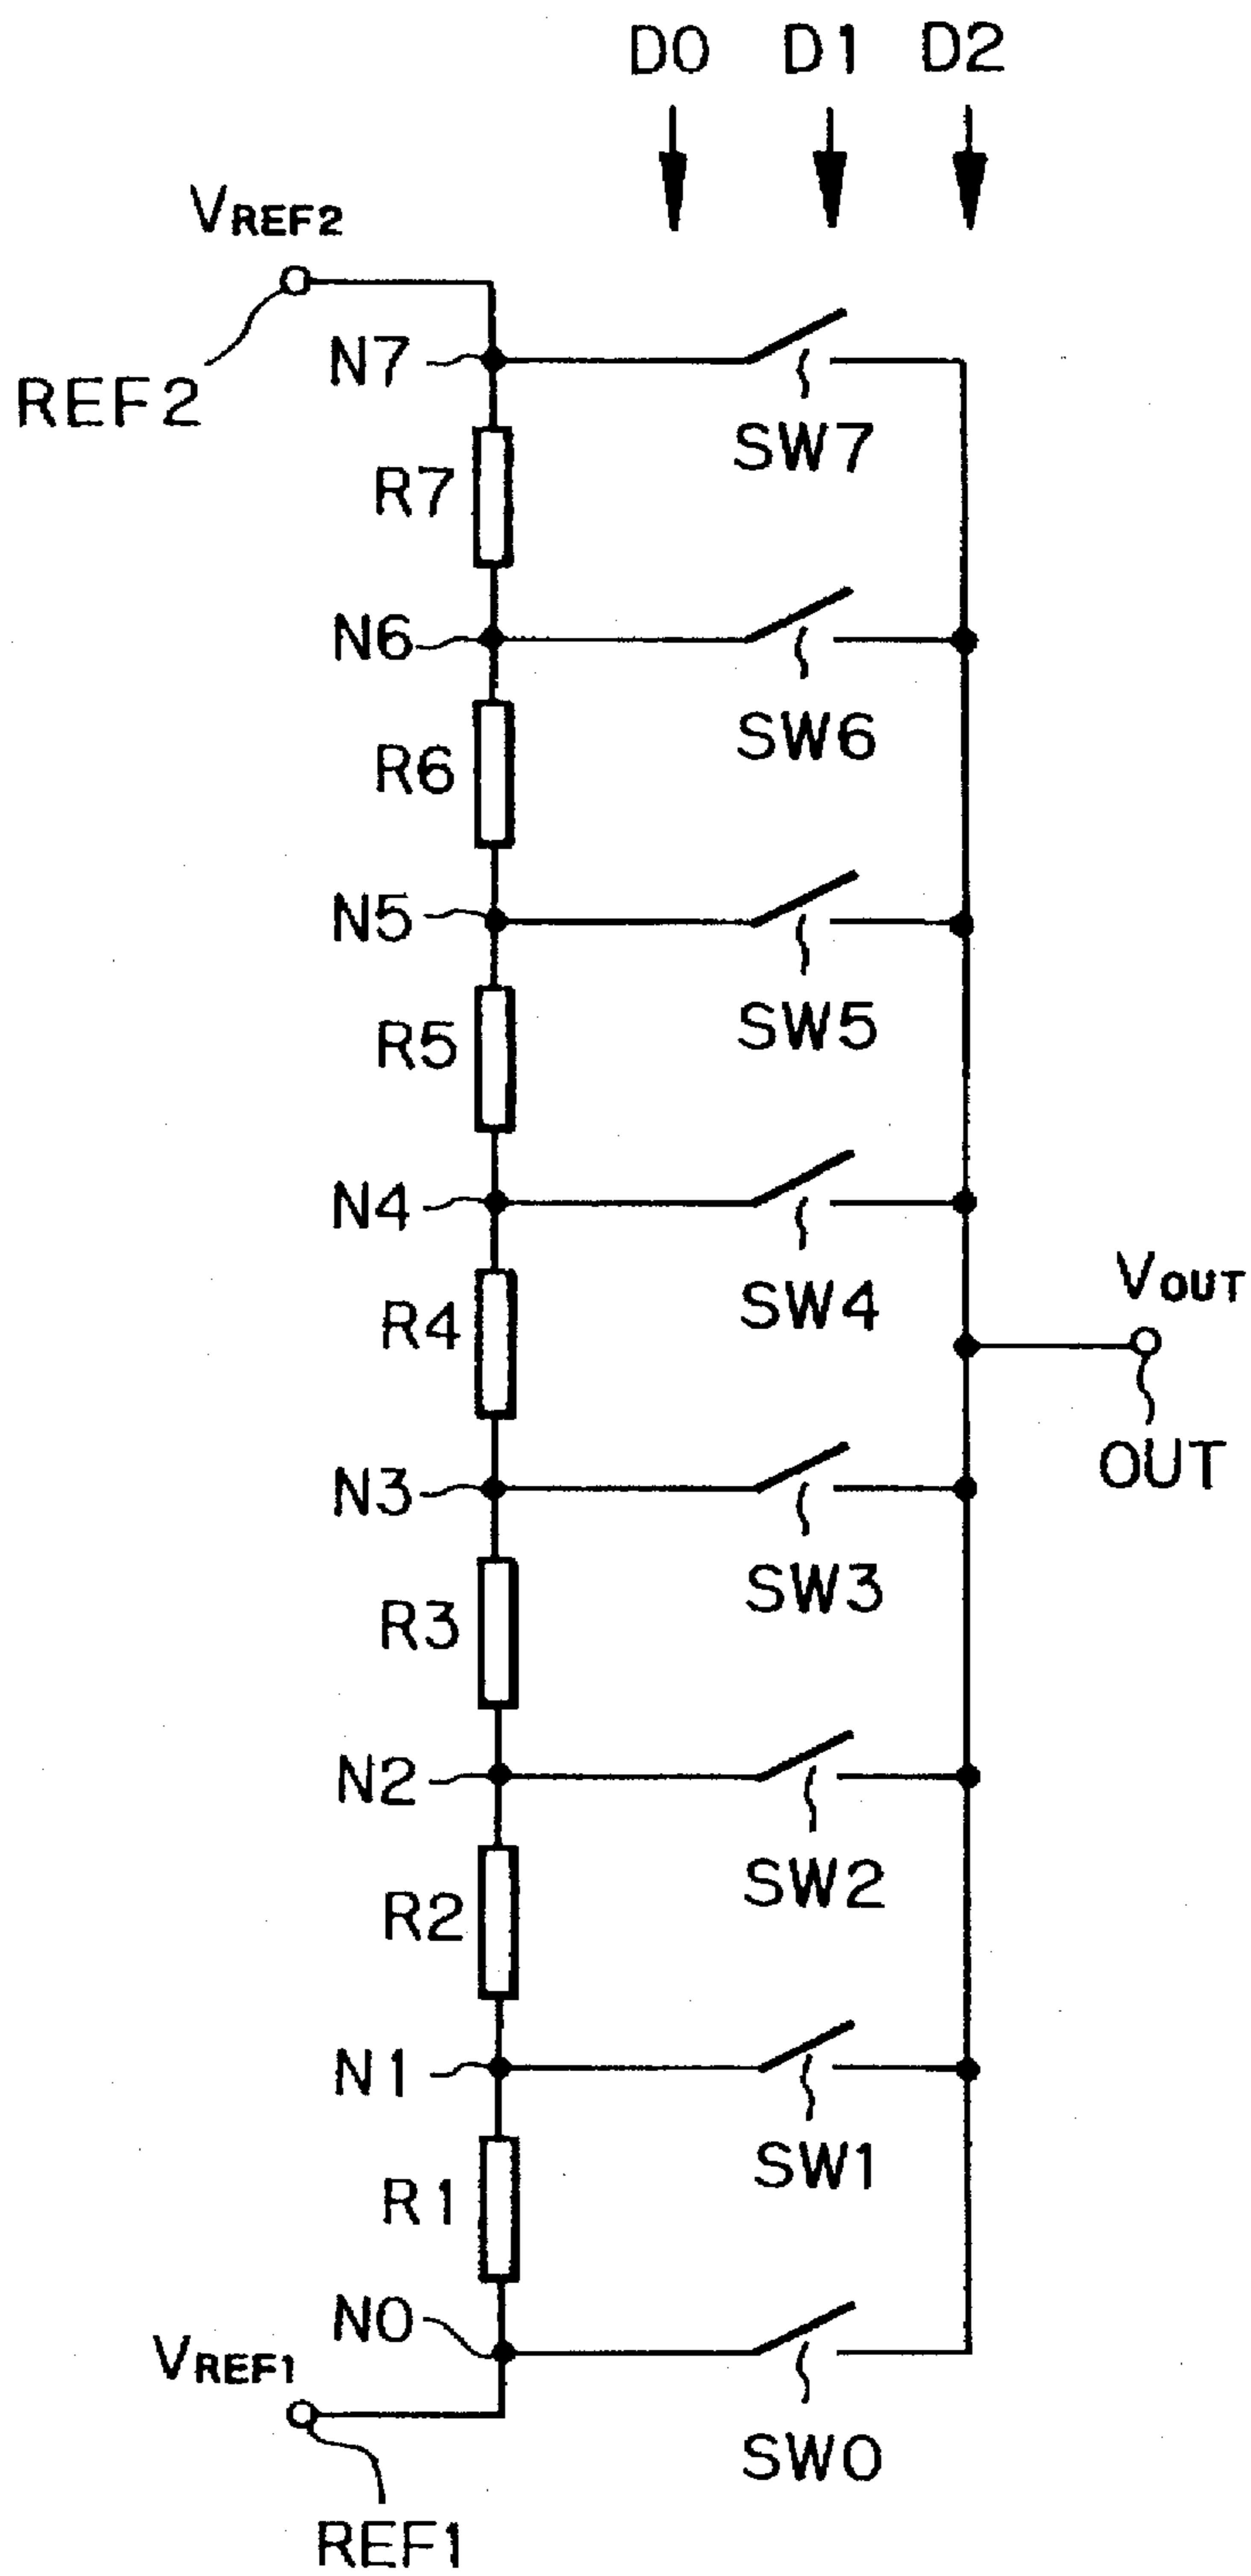 D0 D1 D2
VREF2
REF2
N7
SW7
R7
N6
SW6
R6
N5
SW5
R5
N4
SW4
VOUT
R4
OUT
N3
SW3
R3
N2
SW2
R2
N1
SW1
R1
N0
VREF1
SW0
REF1